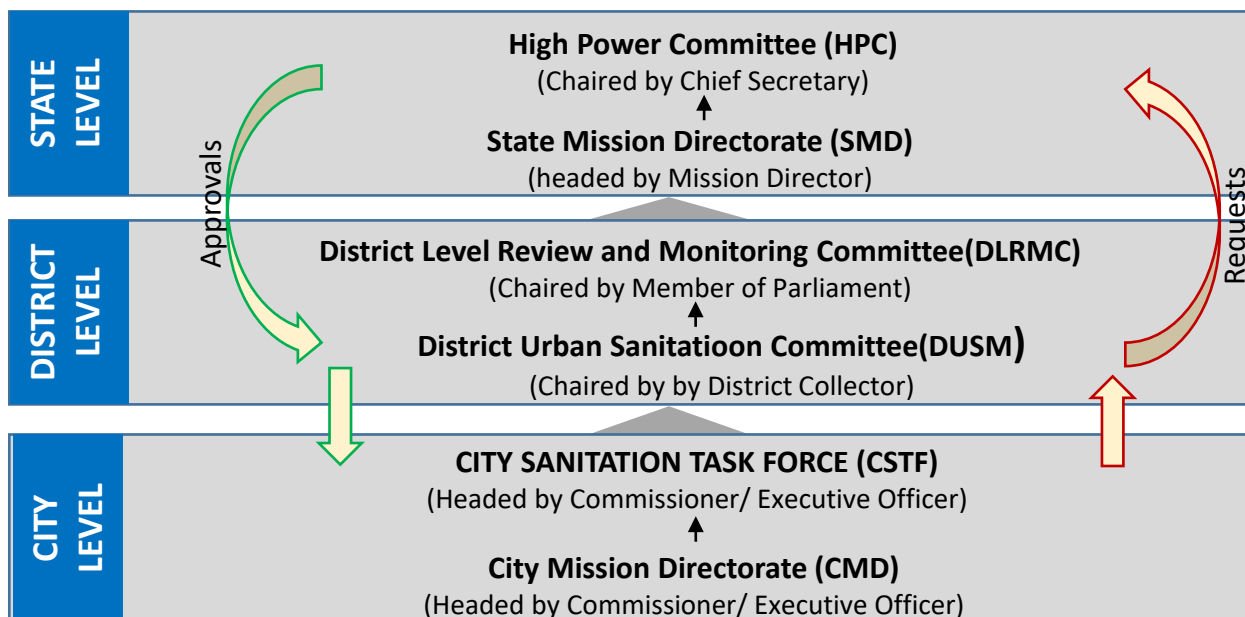 STATE
LEVEL
High Power Committee (HPC)
(Chaired by Chief Secretary)
State Mission Directorate (SMD)
(headed by Mission Director)
Approvals
Requests
DISTRICT
LEVEL
District Level Review and Monitoring Committee(DLRMC)
(Chaired by Member of Parliament)
District Urban Sanitatioon Committee(DUSM)
(Chaired by by District Collector)
CITY
LEVEL
CITY SANITATION TASK FORCE (CSTF)
(Headed by Commissioner/ Executive Officer)
City Mission Directorate (CMD)
(Headed by Commissioner/ Executive Officer)